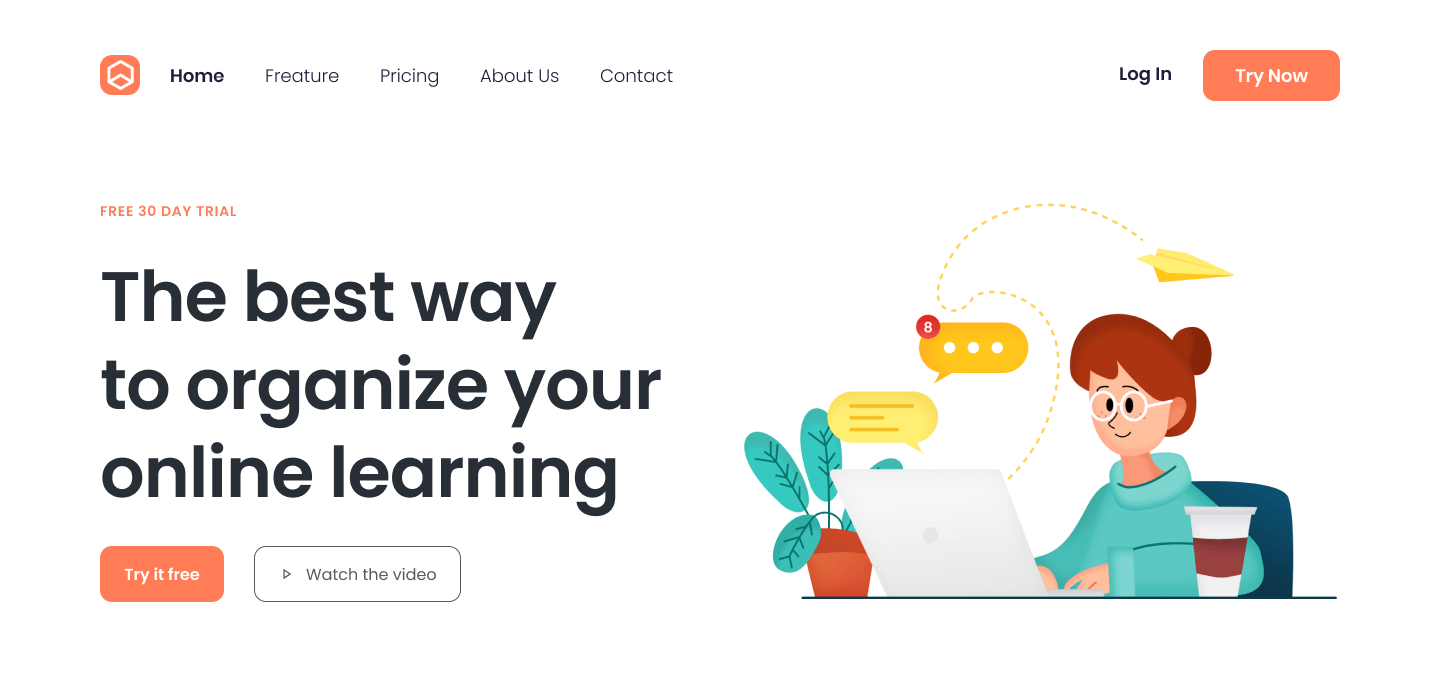 Home Freature Pricing About Us Contact Log In Try Now
FREE 30 DAY TRIAL
The best way
to organize your
online learning
8
Try it free Watch the video